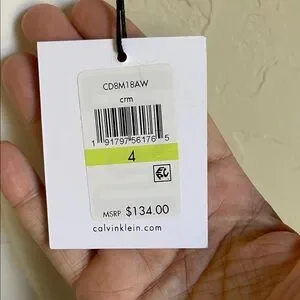 CD8M18AW
crm
1 91797 56176 5
4
MSRP $134.00
calvinklein.com